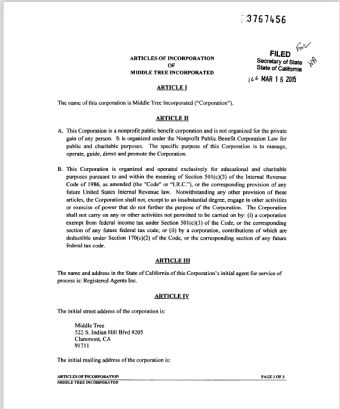 3767456
FILED
Secretary of State
State of California
MAR 16 2015
ARTICLES OF INCORPORATION
OF
MIDDLE TREE INCORPORATED
ARTICLE I
The name of this corporation is Middle Tree Incorporated ("Corporation").
ARTICLE II
A. This Corporation is a nonprofit public benefit corporation and is not organized for the private
gain of any person. It is organized under the Nonprofit Public Benefit Corporation Law for
public and charitable purposes. The specific purpose of this Corporation is to manage,
operate, guide, direct and promote the Corporation.
B. This Corporation is organized and operated exclusively for educational and charitable
purposes pursuant to and within the meaning of Section 501(c)(3) of the Internal Revenue
Code of 1986, as amended (the "Code" or "I.R.C."), or the corresponding provision of any
future United States Internal Revenue law. Notwithstanding any other provision of these
articles, the Corporation shall not, except to an insubstantial degree, engage in other activities
or exercise of power that do not further the purpose of the Corporation. The Corporation
shall not carry on any other activities not permitted to be carried on by: (i) a corporation
exempt from federal income tax under Section 501(c)(3) of the Code, or the corresponding
section of any future federal tax code; or (ii) by a corporation, contributions of which are
deductible under Section 170(c)(2) of the Code, or the corresponding section of any future
federal tax code.
ARTICLE III
The name and address in the State of California of this Corporation's initial agent for service of
process is: Registered Agents Inc.
ARTICLE IV
The initial street address of the corporation is:
Middle Tree
522 S. Indian Hill Blvd #205
Claremont, CA
91711
The initial mailing address of the corporation is:
ARTICLES OF INCORPORATION
PAGE 1 OF 3
MIDDLE TREE INCORPORATED